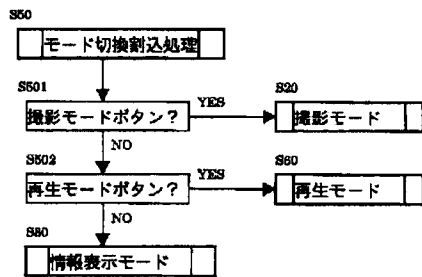 S50
モード切換割込処理
S501
撮影モードボタン?
YES
S20
撮影モード
NO
S502
再生モードボタン?
YES
S60
再生モード
NO
S80
情報表示モード